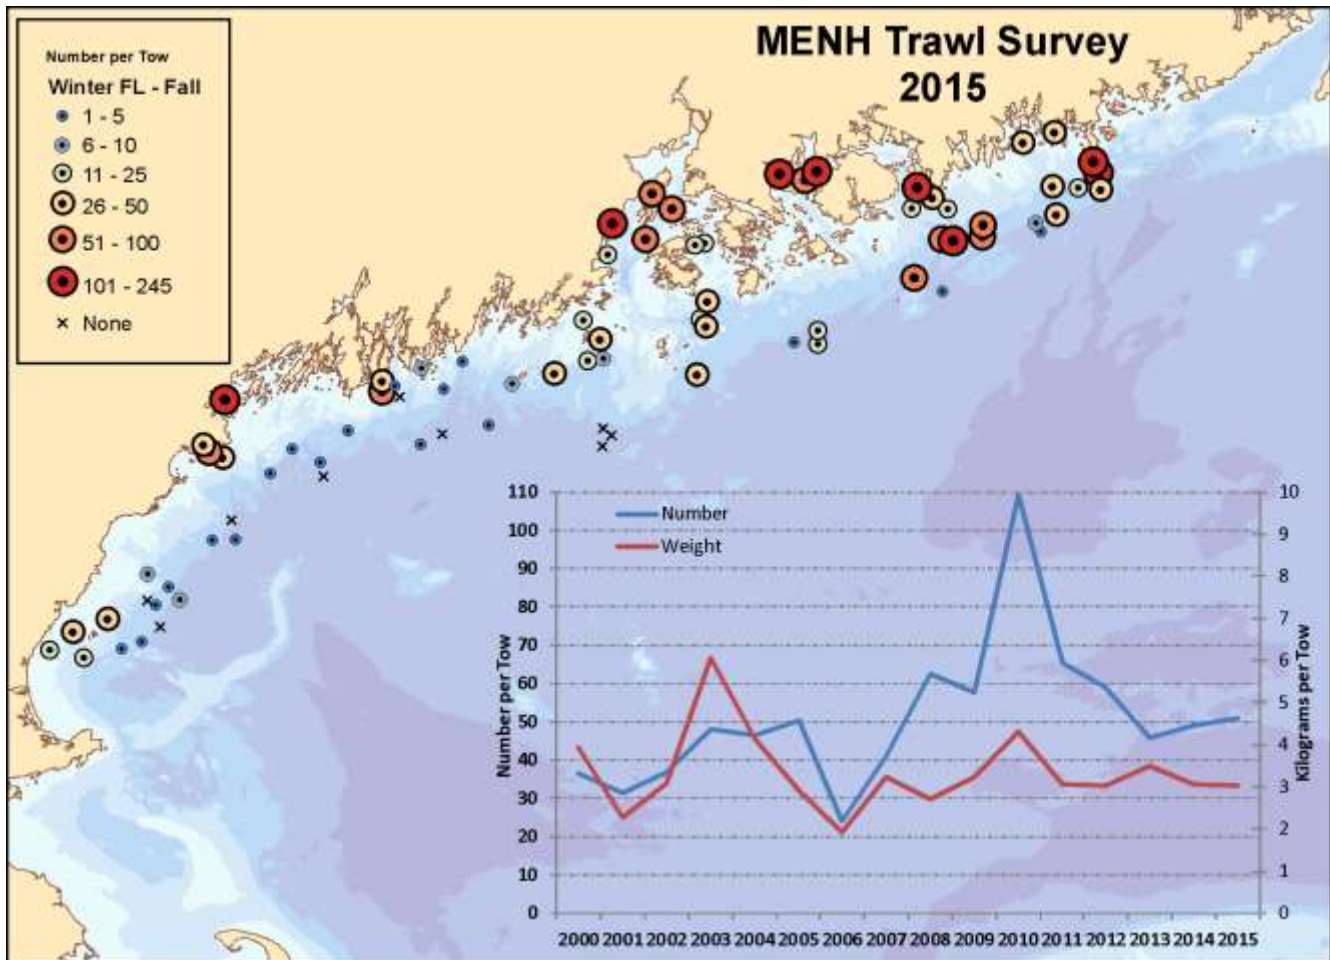 MENH Trawl Survey
2015
Number per Tow
Winter FL - Fall
1 - 5
6 - 10
11 - 25
26 - 50
51 - 100
101 - 245
None
Number
Weight
110
100
90
80
70
60
50
40
30
20
10
0
Number per Tow
10
9
8
7
6
5
4
3
2
1
0
Kilograms per Tow
2000 2001 2002 2003 2004 2005 2006 2007 2008 2009 2010 2011 2012 2013 2014 2015